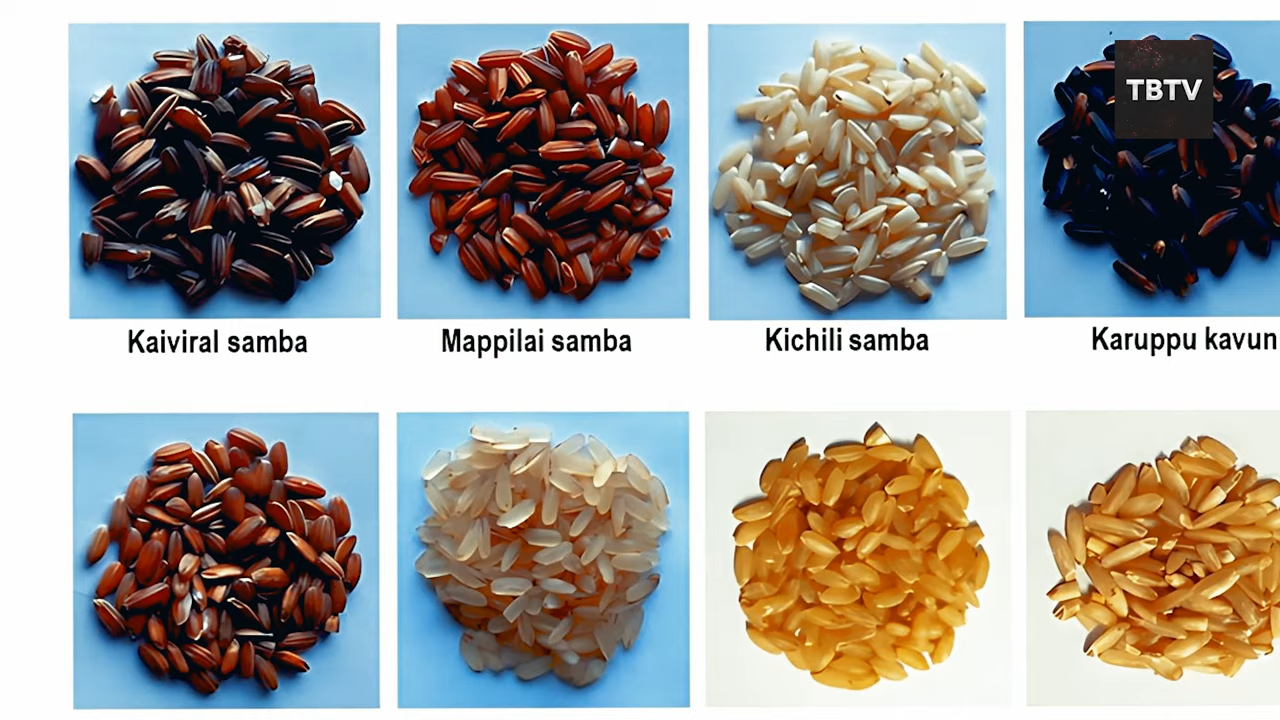 TBTV
Kaiviral samba
Mappilai samba
Kichili samba
Karuppu kavun